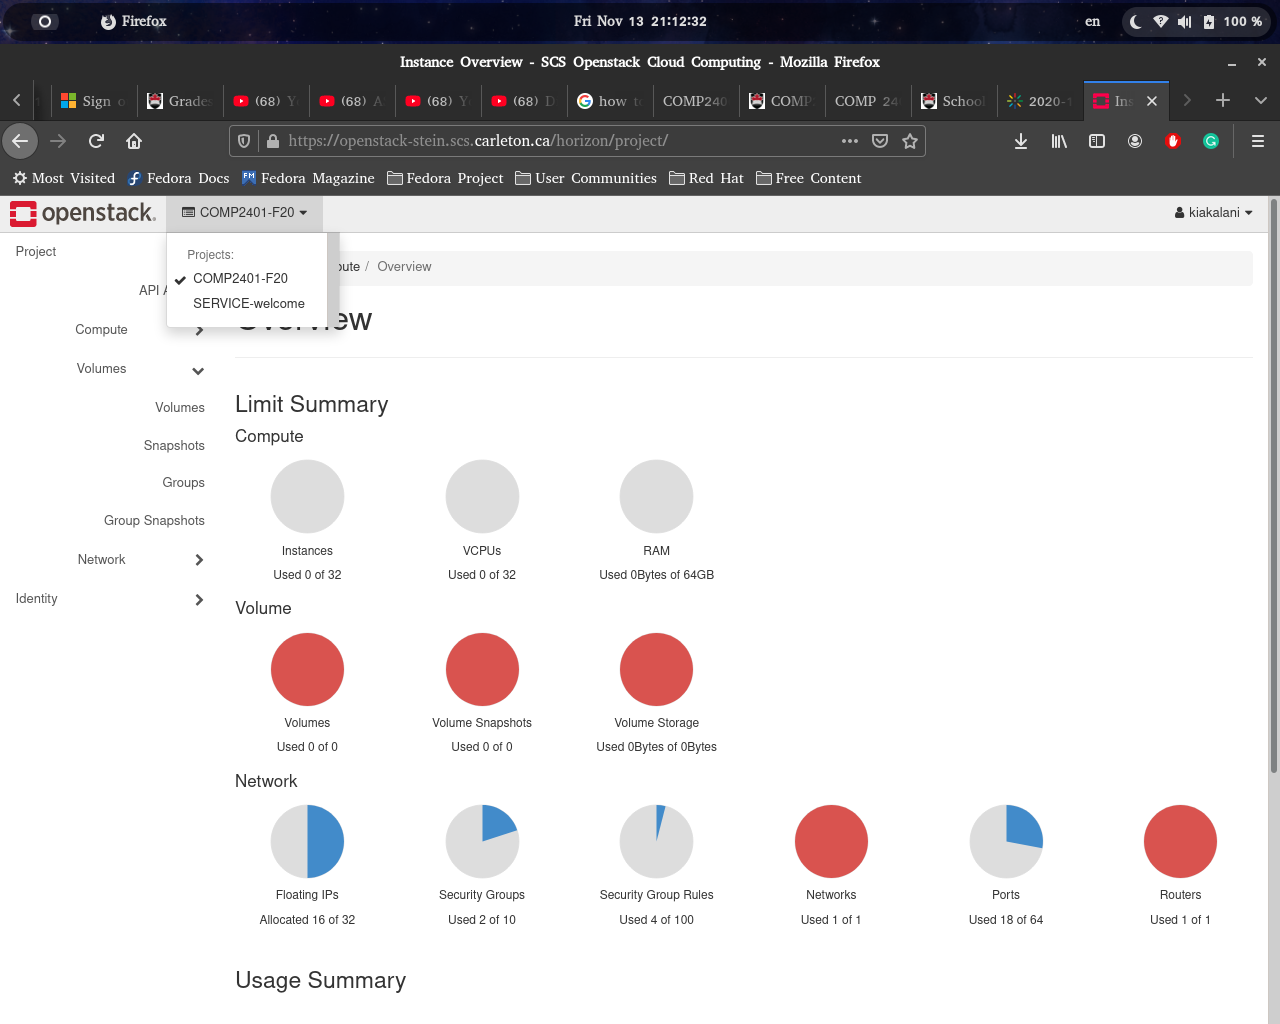 Firefox
Fri Nov 13 21:12:32
en
100 %
Instance Overview - SCS Openstack Cloud Computing - Mozilla Firefox
Sign
Grades
(68)
(68)
(68)
(68)
how
COMP240
COMP
COMP 24
School
2020-1
Ins
https://openstack-stein.scs.carleton.ca/horizon/project/
Most Visited
Fedora Docs
Fedora Magazine
Fedora Project
User Communities
Red Hat
Free Content
openstack.
COMP2401-F20
kiakalani
Projects:
COMP2401-F20
SERVICE-welcome
Project
API A
Compute
Volumes
Volumes
Snapshots
Groups
Group Snapshots
Network
Identity
ute / Overview
Overview
Limit Summary
Compute
Instances
Used 0 of 32
VCPUs
Used 0 of 32
RAM
Used 0Bytes of 64GB
Volume
Volumes
Used 0 of 0
Volume Snapshots
Used 0 of 0
Volume Storage
Used 0Bytes of 0Bytes
Network
Floating IPs
Allocated 16 of 32
Security Groups
Used 2 of 10
Security Group Rules
Used 4 of 100
Networks
Used 1 of 1
Ports
Used 18 of 64
Routers
Used 1 of 1
Usage Summary